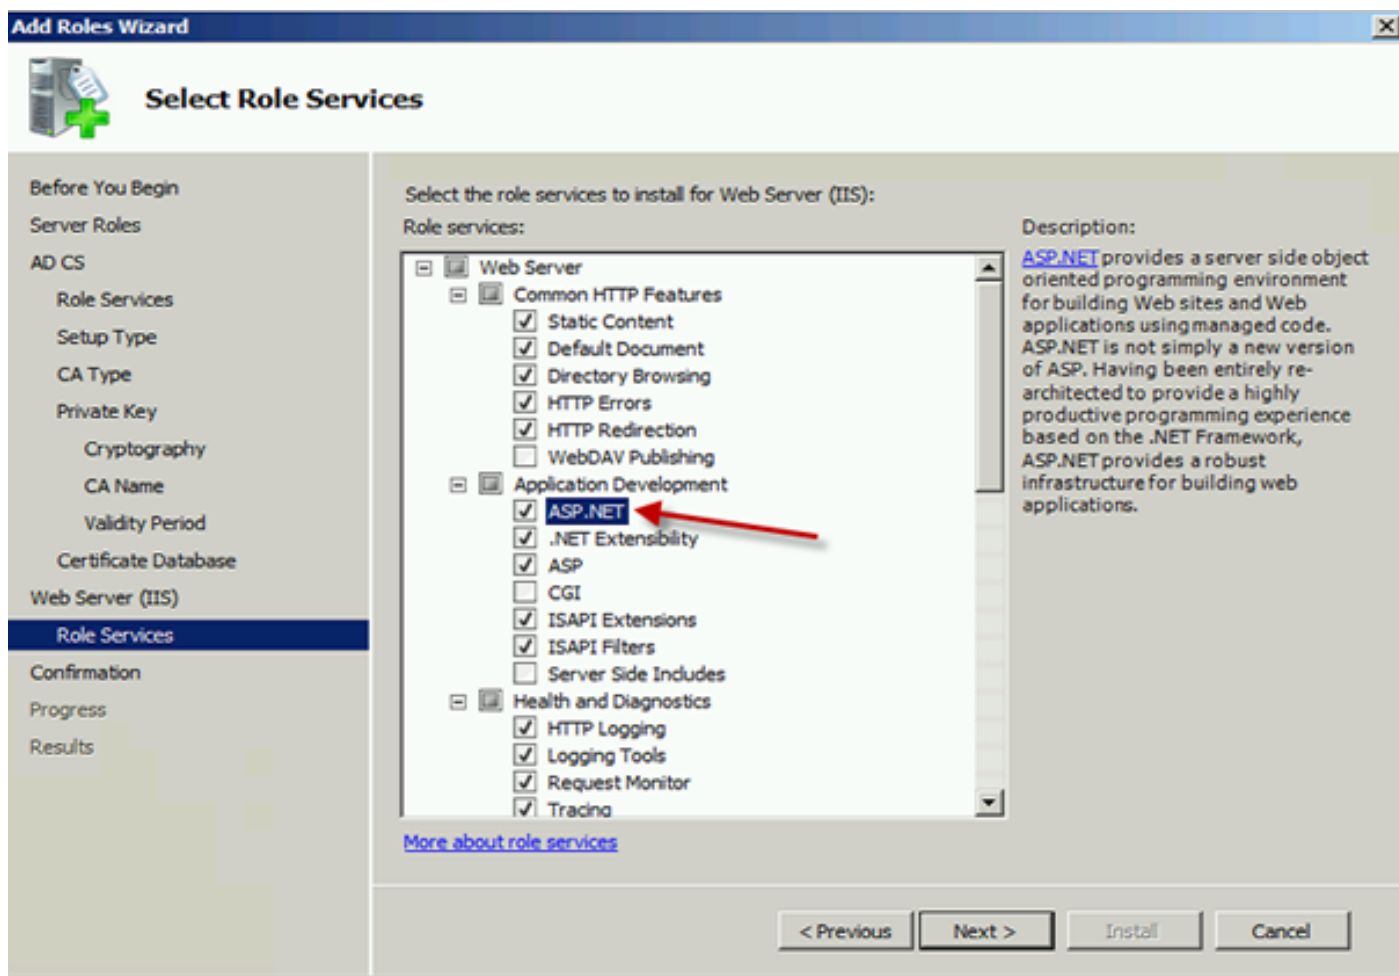 Add Roles Wizard
Select Role Services
Before You Begin
Server Roles
AD CS
Role Services
Setup Type
CA Type
Private Key
Cryptography
CA Name
Validity Period
Certificate Database
Web Server (IIS)
Role Services
Confirmation
Progress
Results
Select the role services to install for Web Server (IIS):
Role services:
Web Server
Common HTTP Features
Static Content
Default Document
Directory Browsing
HTTP Errors
HTTP Redirection
WebDAV Publishing
Application Development
ASP.NET
.NET Extensibility
ASP
CGI
ISAPI Extensions
ISAPI Filters
Server Side Includes
Health and Diagnostics
HTTP Logging
Logging Tools
Request Monitor
Tracing
More about role services
Description:
ASP.NET provides a server side object
oriented programming environment
for building Web sites and Web
applications using managed code.
ASP.NET is not simply a new version
of ASP. Having been entirely re-
architected to provide a highly
productive programming experience
based on the .NET Framework,
ASP.NET provides a robust
infrastructure for building web
applications.
< Previous
Next >
Install
Cancel